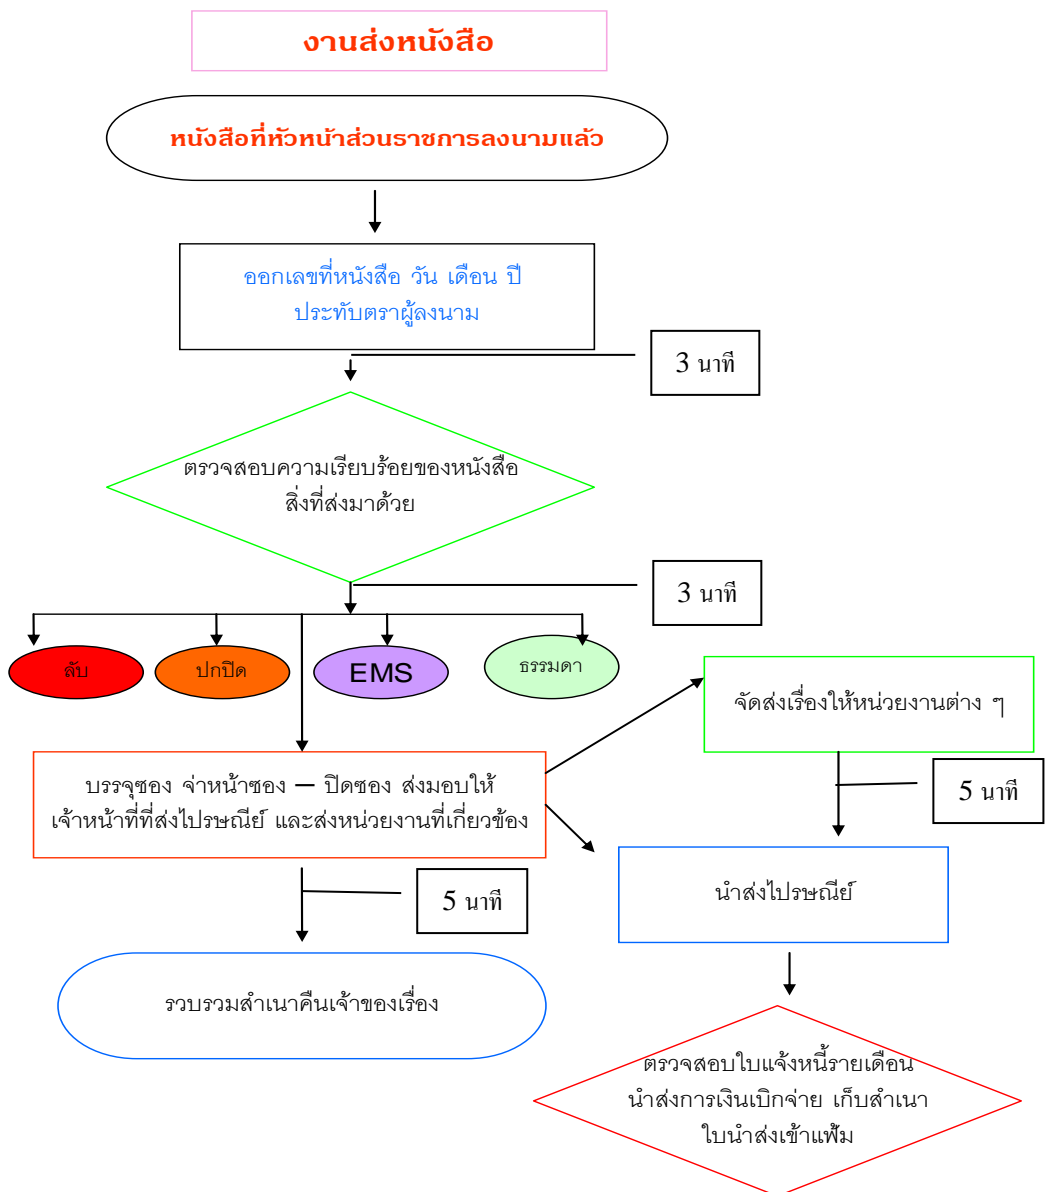 งานส่งหนังสือ
หนังสือที่หัวหน้าส่วนราชการลงนามแล้ว
ออกเลขที่หนังสือ วัน เดือน ปี
ประทับตราผู้ลงนาม
3 นาที
ตรวจสอบความเรียบร้อยของหนังสือ
สิ่งที่ส่งมาด้วย
3 นาที
ลับ
ปกปิด
EMS
ธรรมดา
จัดส่งเรื่องให้หน่วยงานต่าง ๆ
บรรจุซอง จ่าหน้าซอง – ปิดซอง ส่งมอบให้
เจ้าหน้าที่ที่ส่งไปรษณีย์ และส่งหน่วยงานที่เกี่ยวข้อง
5 นาที
นำส่งไปรษณีย์
5 นาที
รวบรวมสำเนาคืนเจ้าของเรื่อง
ตรวจสอบใบแจ้งหนี้รายเดือน
นำส่งการเงินเบิกจ่าย เก็บสำเนา
ใบนำส่งเข้าแฟ้ม